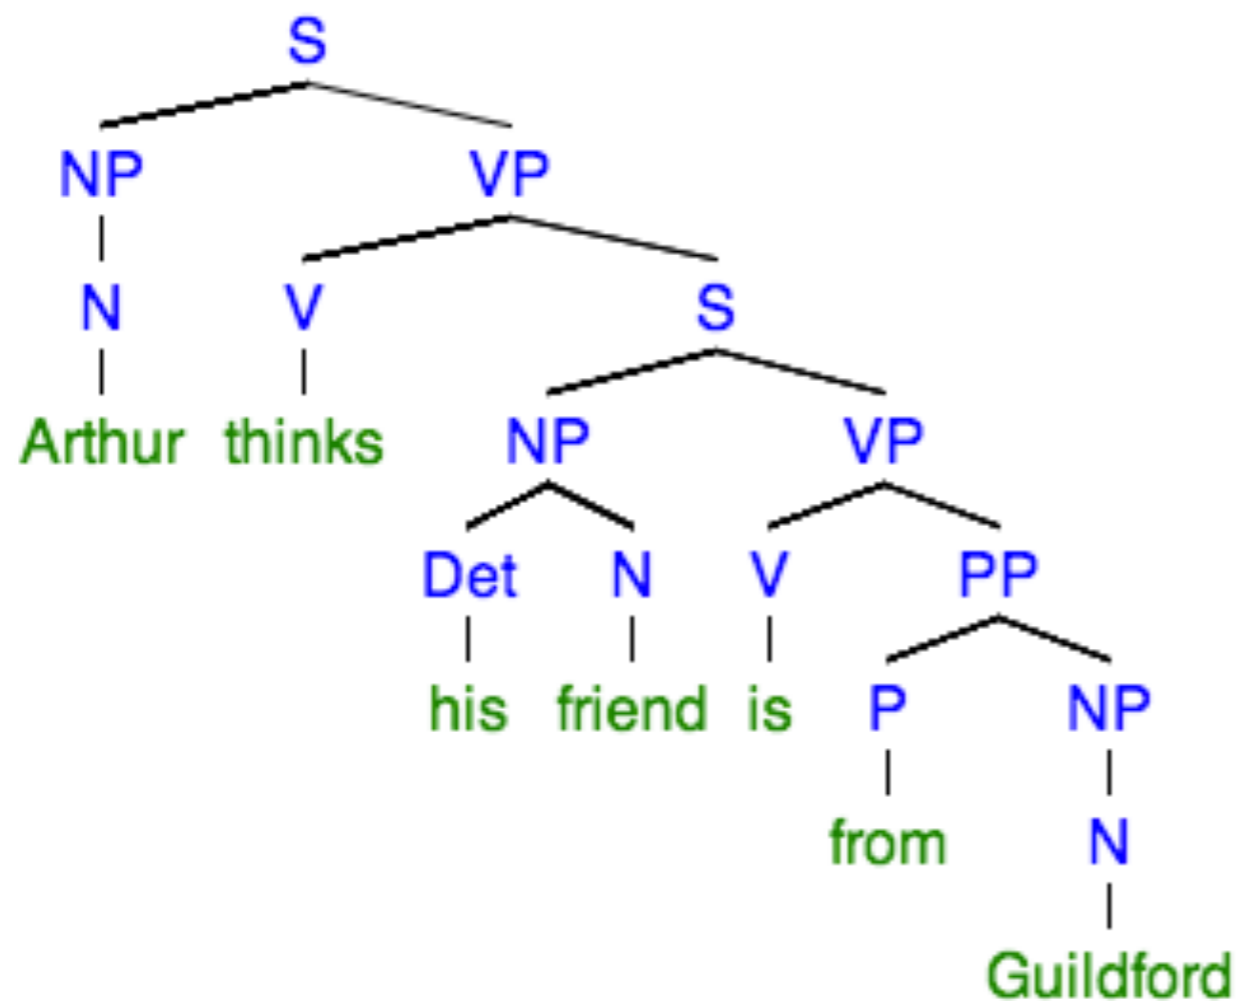 S
NP VP
N V S
Arthur thinks NP VP
Det N V PP
his friend is P NP
from N
Guildford